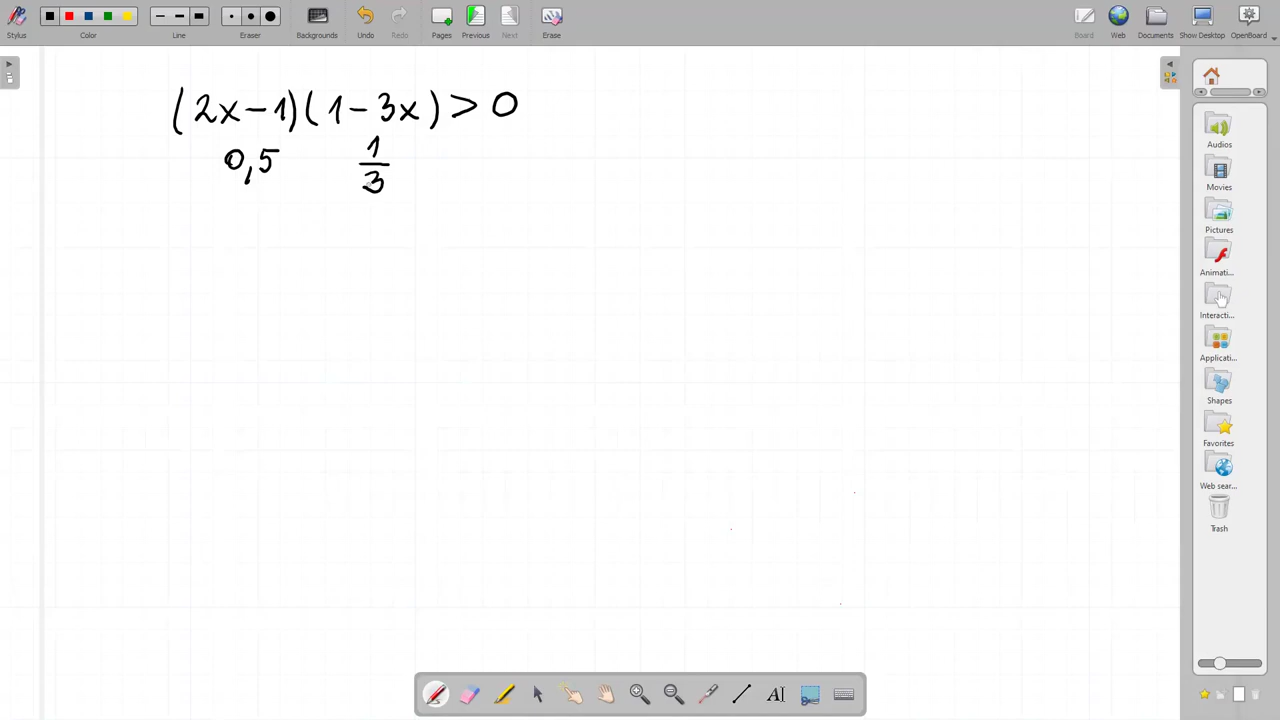 Stylus Color Line Eraser Backgrounds Undo Redo Pages Previous Next Erase Board Web Documents Show Desktop OpenBoard
(2x-1)(1-3x)>0
0,5 1/3
Audios
Movies
Pictures
Animati...
Interacti...
Applicati...
Shapes
Favorites
Web sear...
Trash